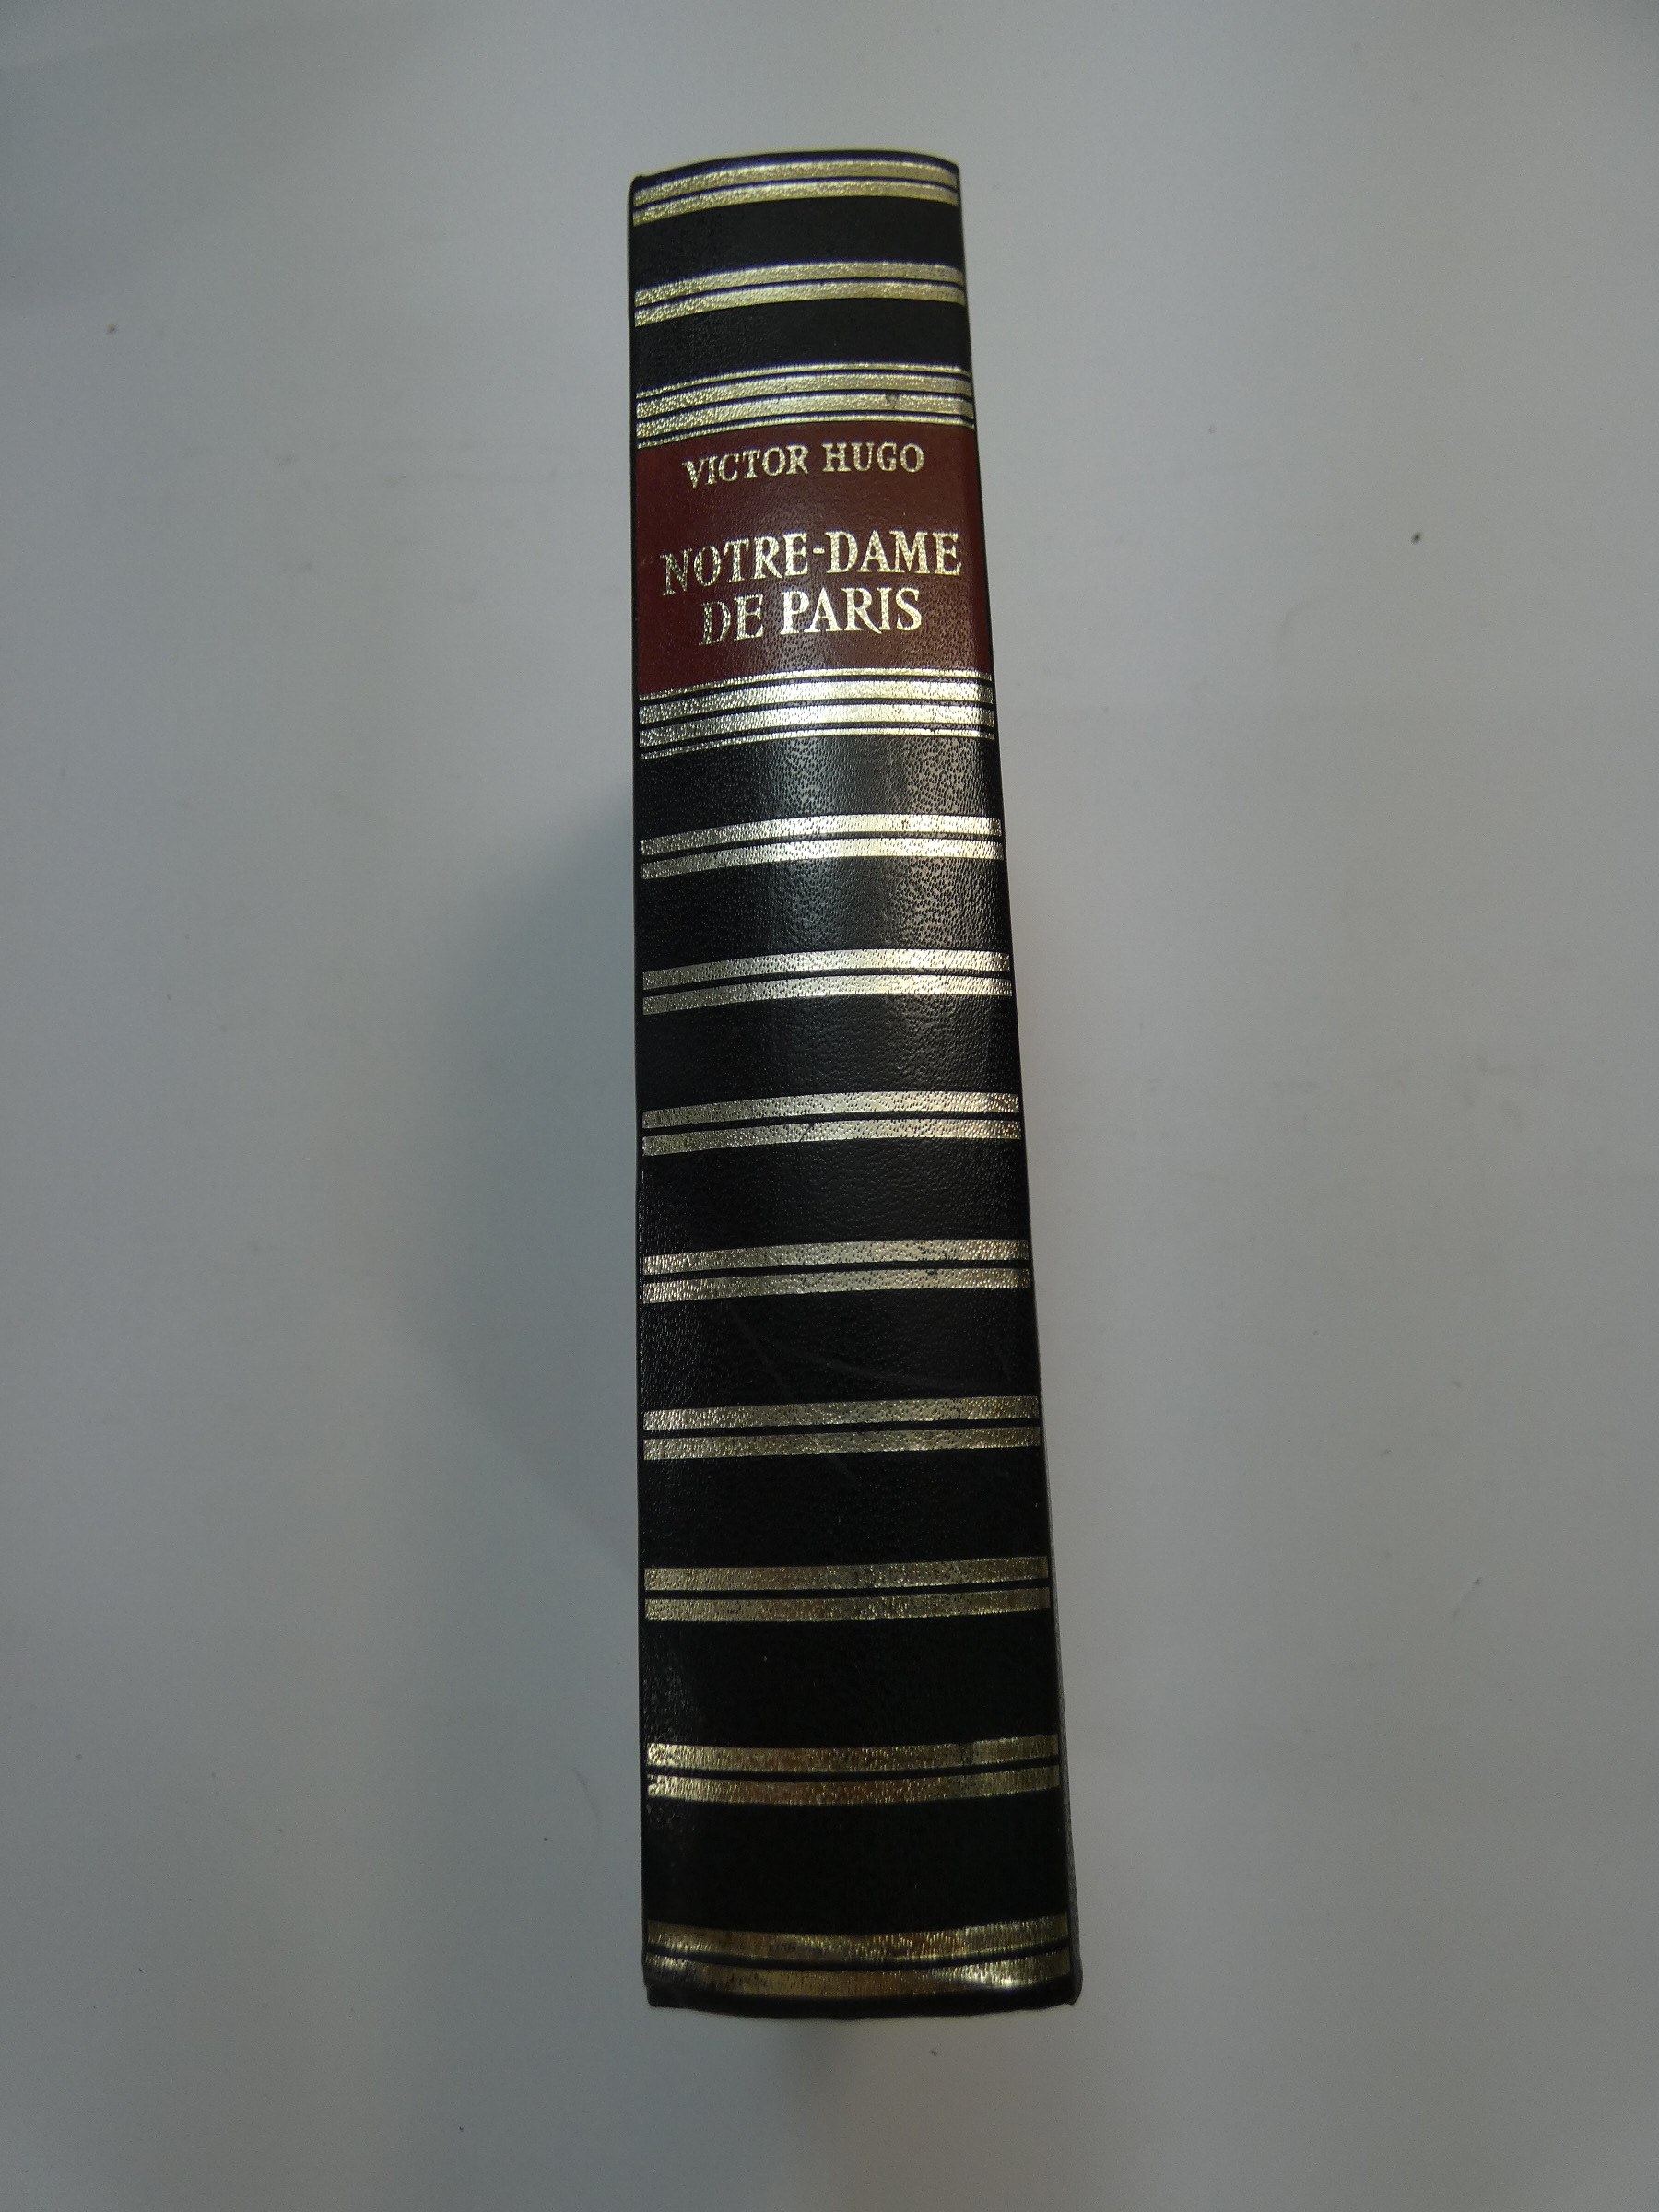 VICTOR HUGO
NOTRE-DAME
DE PARIS